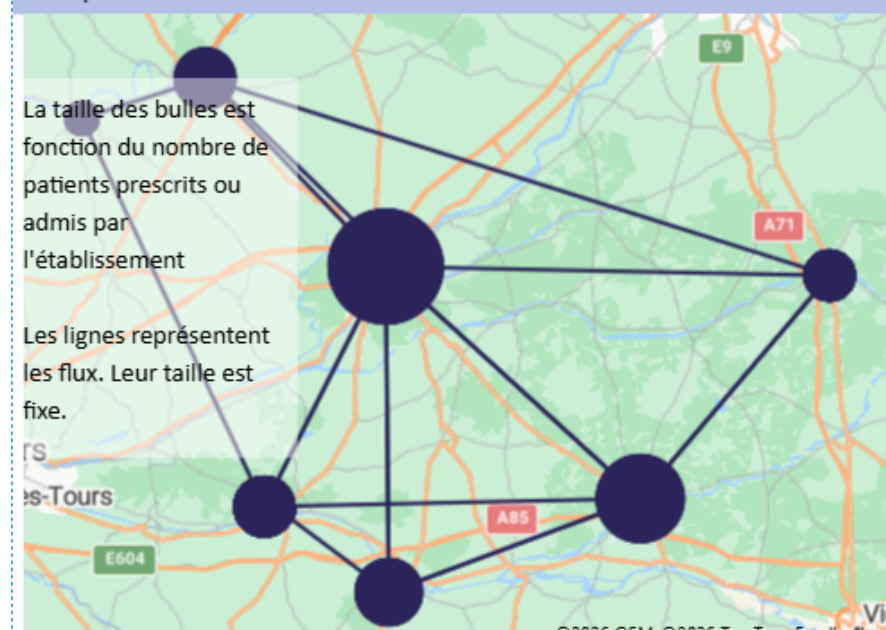 E9
La taille des bulles est
fonction du nombre de
patients prescrits ou
admis par
l'établissement
A71
Les lignes représentent
les flux. Leur taille est
fixe.
es-Tours
A85
E604